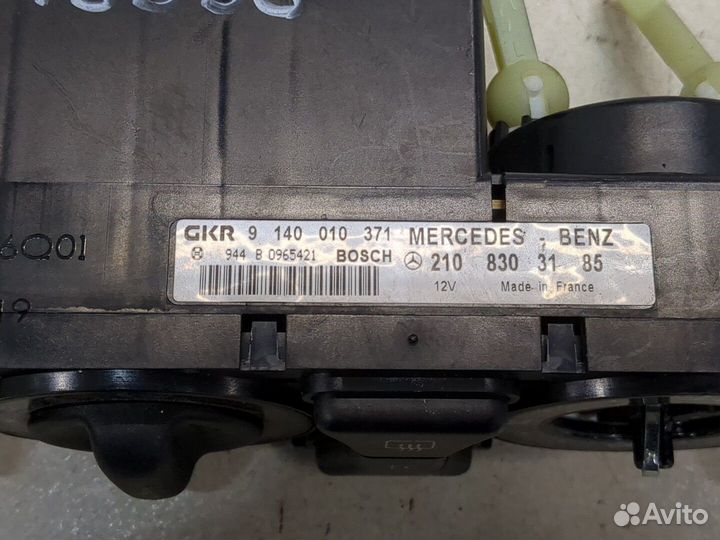 GKR 9 140 010 371 MERCEDES - BENZ
944 B 0965421 BOSCH 210 830 31 85
12V Made in France
6Q01
19
Avito